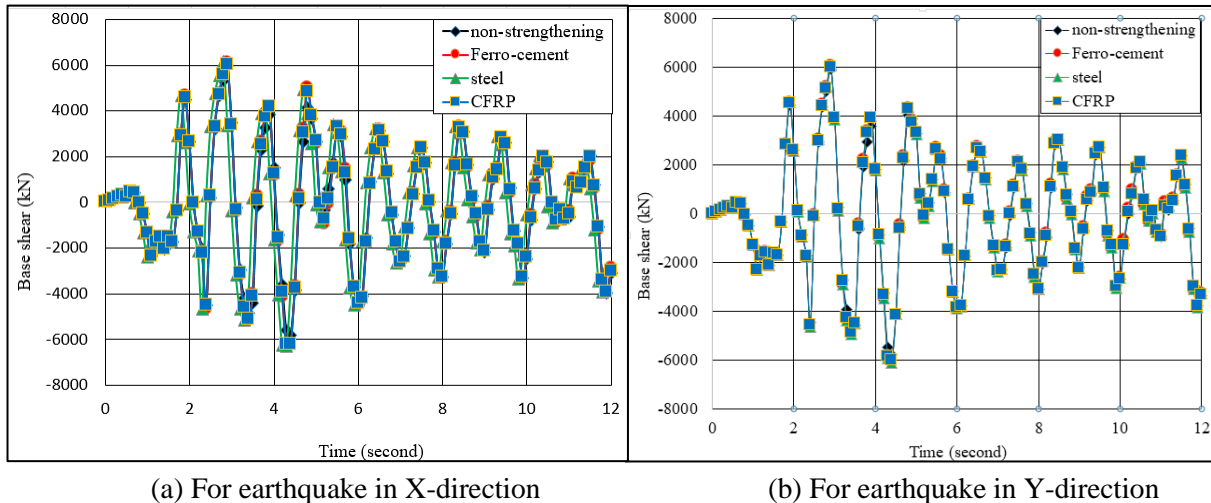 8000
6000
4000
2000
0
-2000
-4000
-6000
-8000
Base shear (kN)
non-strengthening
Ferro-cement
steel
CFRP
0 2 4 6 8 10 12
Time (second)
(a) For earthquake in X-direction
8000
6000
4000
2000
0
-2000
-4000
-6000
-8000
Base shear (kN)
non-strengthening
Ferro-cement
steel
CFRP
0 2 4 6 8 10 12
Time (second)
(b) For earthquake in Y-direction